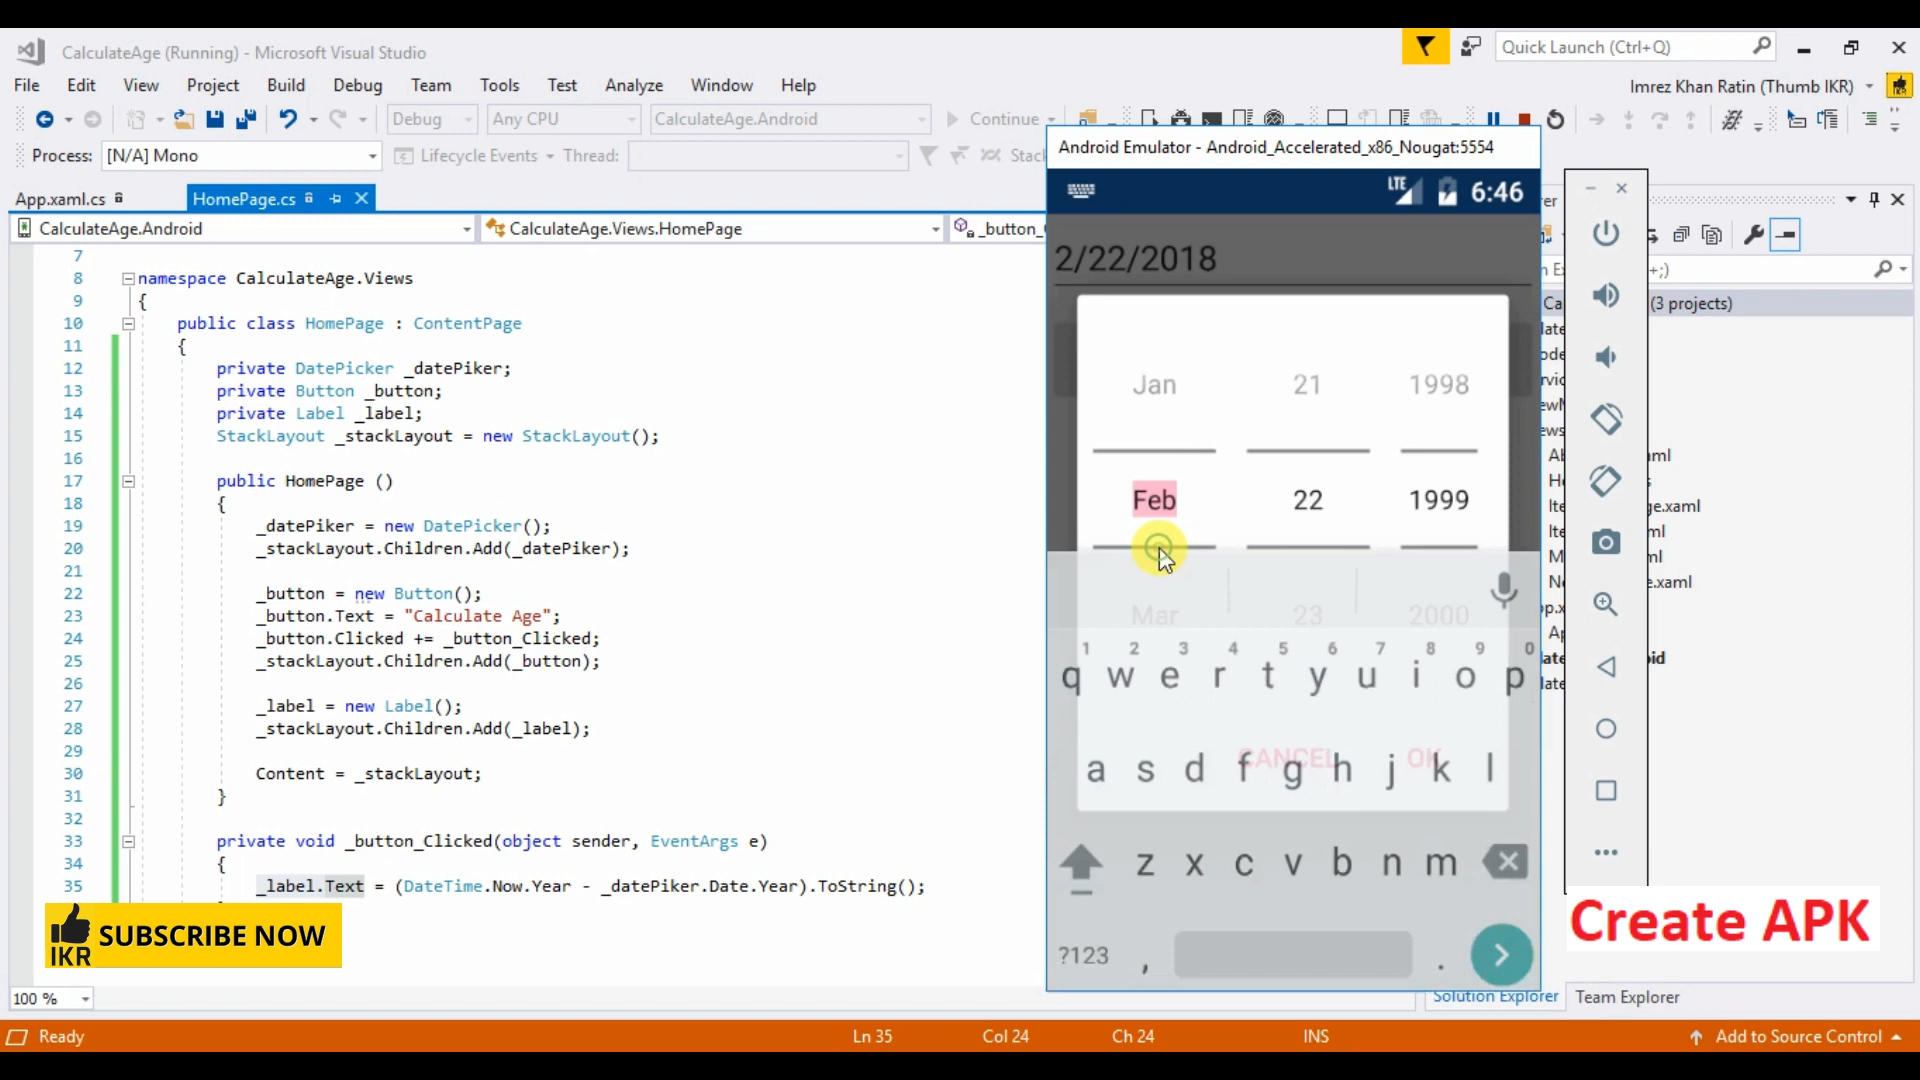 CalculateAge (Running) - Microsoft Visual Studio
Quick Launch (Ctrl+Q)
File Edit View Project Build Debug Team Tools Test Analyze Window Help
Imrez Khan Ratin (Thumb IKR)
Debug Any CPU CalculateAge.Android Continue
Process: [N/A] Mono Lifecycle Events Thread: Stac
App.xaml.cs HomePage.cs
CalculateAge.Android CalculateAge.Views.HomePage _button_
7
8 namespace CalculateAge.Views
9 {
10 public class HomePage : ContentPage
11 {
12 private DatePicker _datePiker;
13 private Button _button;
14 private Label _label;
15 StackLayout _stackLayout = new StackLayout();
16
17 public HomePage ()
18 {
19 _datePiker = new DatePicker();
20 _stackLayout.Children.Add(_datePiker);
21
22 _button = new Button();
23 _button.Text = "Calculate Age";
24 _button.Clicked += _button_Clicked;
25 _stackLayout.Children.Add(_button);
26
27 _label = new Label();
28 _stackLayout.Children.Add(_label);
29
30 Content = _stackLayout;
31 }
32
33 private void _button_Clicked(object sender, EventArgs e)
34 {
35 _label.Text = (DateTime.Now.Year - _datePiker.Date.Year).ToString();
SUBSCRIBE NOW
IKR
100 %
Android Emulator - Android_Accelerated_x86_Nougat:5554
LTE 6:46
2/22/2018
Jan 21 1998
Feb 22 1999
Mar 23 2000
1 2 3 4 5 6 7 8 9 0
q w e r t y u i o p
CANCEL OK
a s d f g h j k l
z x c v b n m
?123 , .
+;)
(3 projects)
Create APK
Solution Explorer Team Explorer
Ready Ln 35 Col 24 Ch 24 INS Add to Source Control